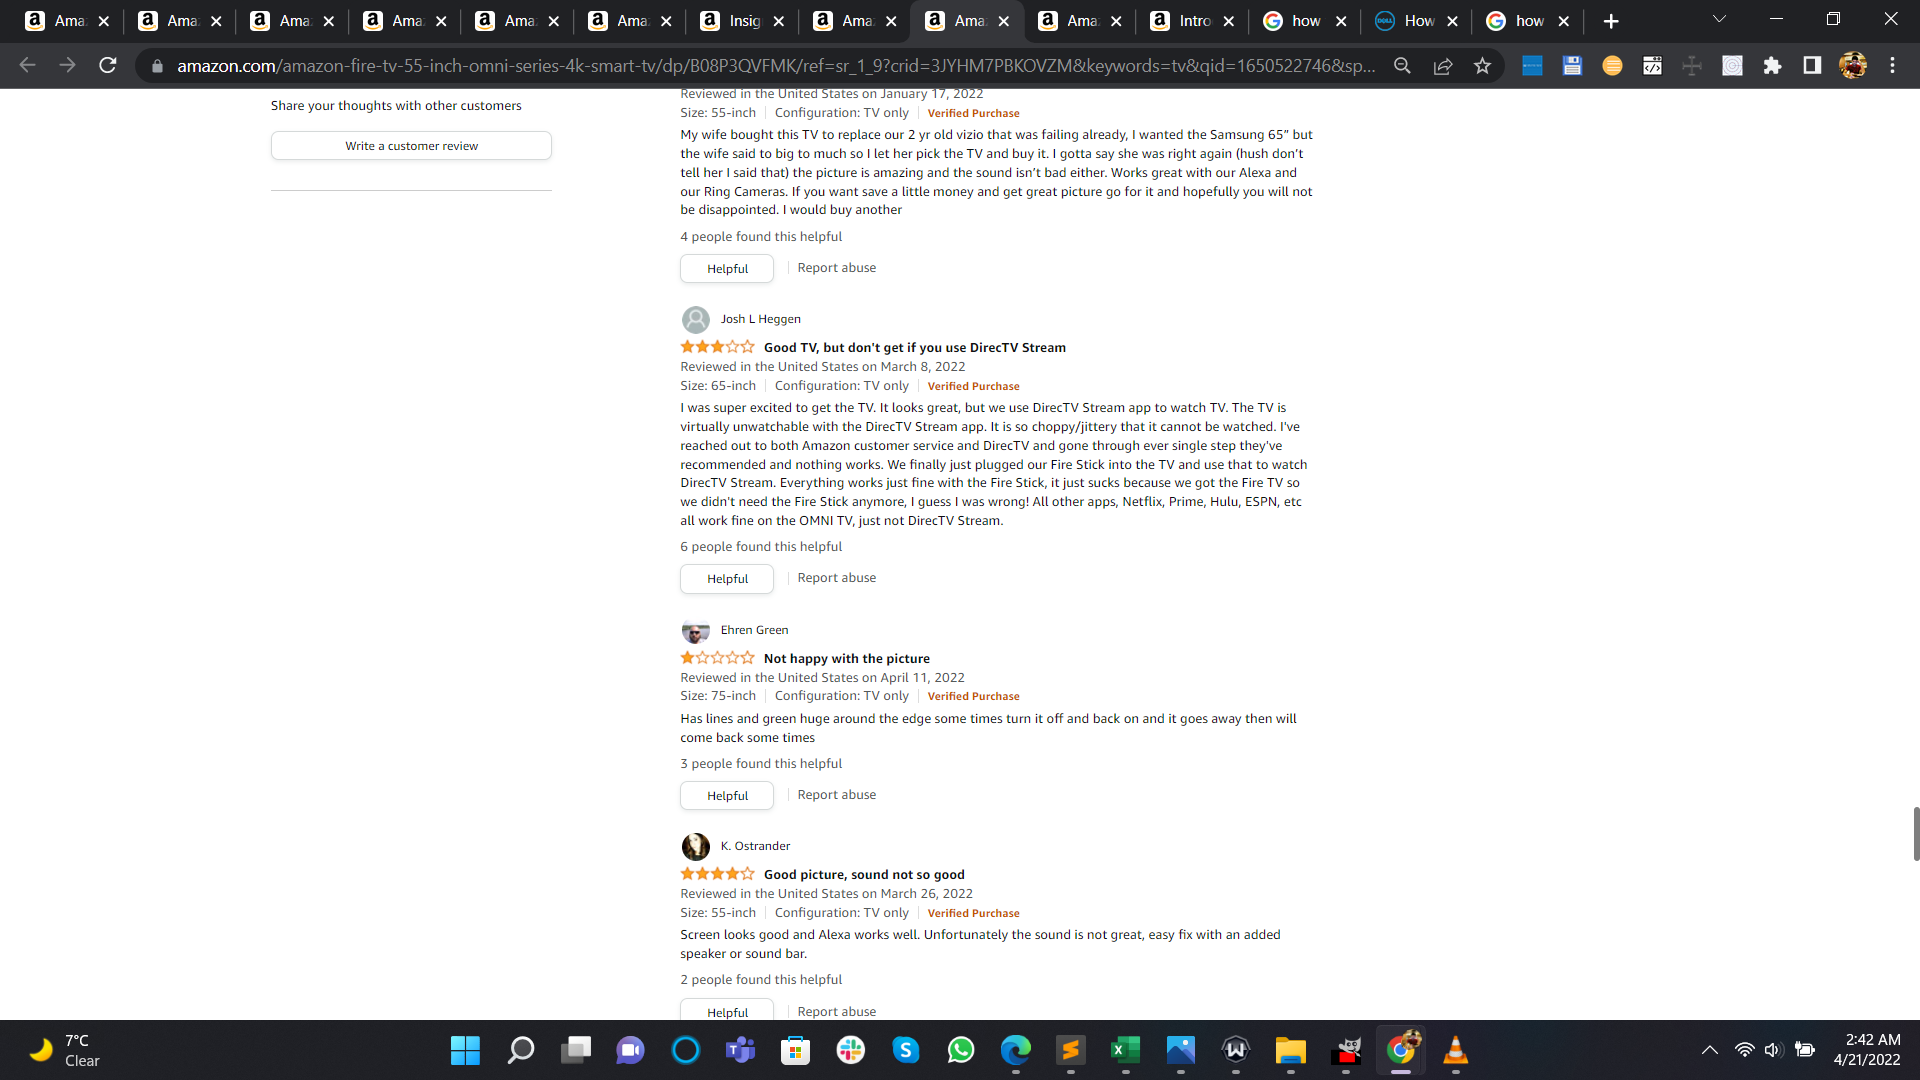 Ama
Ama
Ama
Ama
Ama
Ama
Insig
Ama
Ama
Ama
Intro
how
How
how
amazon.com/amazon-fire-tv-55-inch-omni-series-4k-smart-tv/dp/B08P3QVFMK/ref=sr_1_9?crid=3JYHM7PBKOVZM&keywords=tv&qid=1650522746&sp...
Share your thoughts with other customers
Write a customer review
Reviewed in the United States on January 17, 2022
Size: 55-inch Configuration: TV only Verified Purchase
My wife bought this TV to replace our 2 yr old vizio that was failing already, I wanted the Samsung 65” but
the wife said to big to much so I let her pick the TV and buy it. I gotta say she was right again (hush don’t
tell her I said that) the picture is amazing and the sound isn’t bad either. Works great with our Alexa and
our Ring Cameras. If you want save a little money and get great picture go for it and hopefully you will not
be disappointed. I would buy another
4 people found this helpful
Helpful Report abuse
Josh L Heggen
Good TV, but don't get if you use DirecTV Stream
Reviewed in the United States on March 8, 2022
Size: 65-inch Configuration: TV only Verified Purchase
I was super excited to get the TV. It looks great, but we use DirecTV Stream app to watch TV. The TV is
virtually unwatchable with the DirecTV Stream app. It is so choppy/jittery that it cannot be watched. I've
reached out to both Amazon customer service and DirecTV and gone through ever single step they've
recommended and nothing works. We finally just plugged our Fire Stick into the TV and use that to watch
DirecTV Stream. Everything works just fine with the Fire Stick, it just sucks because we got the Fire TV so
we didn't need the Fire Stick anymore, I guess I was wrong! All other apps, Netflix, Prime, Hulu, ESPN, etc
all work fine on the OMNI TV, just not DirecTV Stream.
6 people found this helpful
Helpful Report abuse
Ehren Green
Not happy with the picture
Reviewed in the United States on April 11, 2022
Size: 75-inch Configuration: TV only Verified Purchase
Has lines and green huge around the edge some times turn it off and back on and it goes away then will
come back some times
3 people found this helpful
Helpful Report abuse
K. Ostrander
Good picture, sound not so good
Reviewed in the United States on March 26, 2022
Size: 55-inch Configuration: TV only Verified Purchase
Screen looks good and Alexa works well. Unfortunately the sound is not great, easy fix with an added
speaker or sound bar.
2 people found this helpful
Helpful Report abuse
7°C
Clear
2:42 AM
4/21/2022